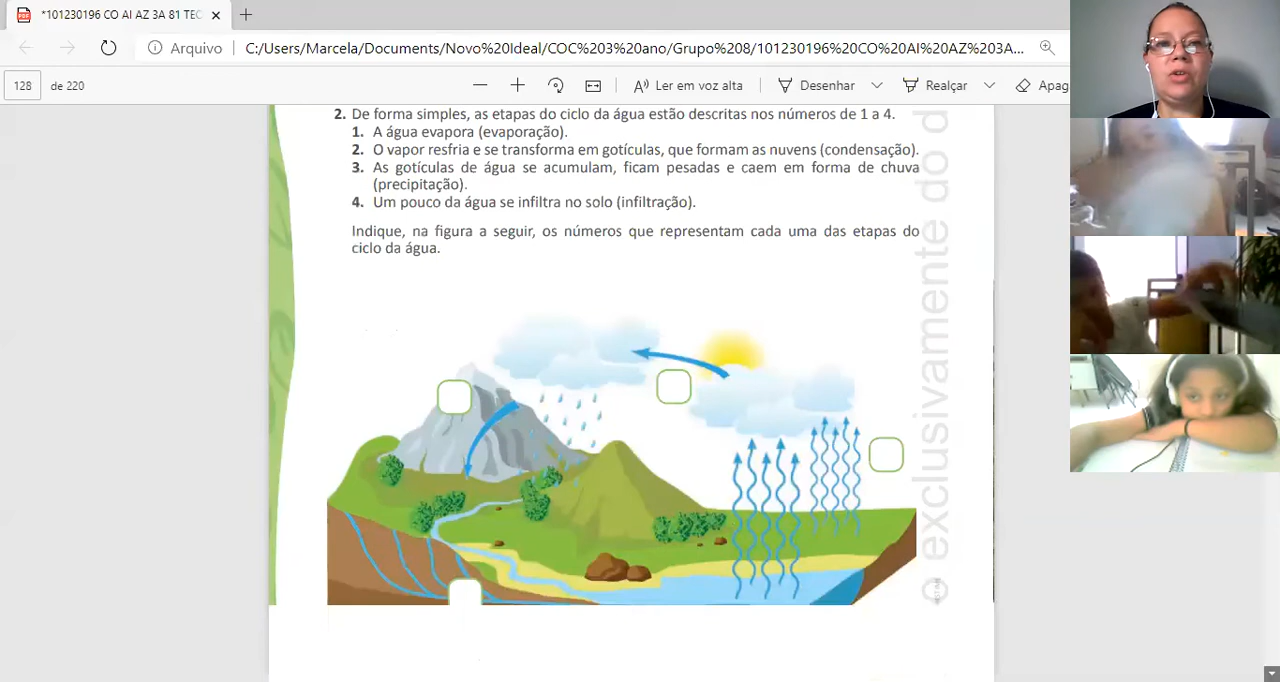 *101230196 CO AI AZ 3A 81 TEC
Arquivo
C:/Users/Marcela/Documents/Novo%20Ideal/COC%203%20ano/Grupo%208/101230196%20CO%20AI%20AZ%203A...
128 de 220
Ler em voz alta
Desenhar
Realçar
Apag
2. De forma simples, as etapas do ciclo da água estão descritas nos números de 1 a 4.
1. A água evapora (evaporação).
2. O vapor resfria e se transforma em gotículas, que formam as nuvens (condensação).
3. As gotículas de água se acumulam, ficam pesadas e caem em forma de chuva
(precipitação).
4. Um pouco da água se infiltra no solo (infiltração).
Indique, na figura a seguir, os números que representam cada uma das etapas do
ciclo da água.
exclusivamente do d